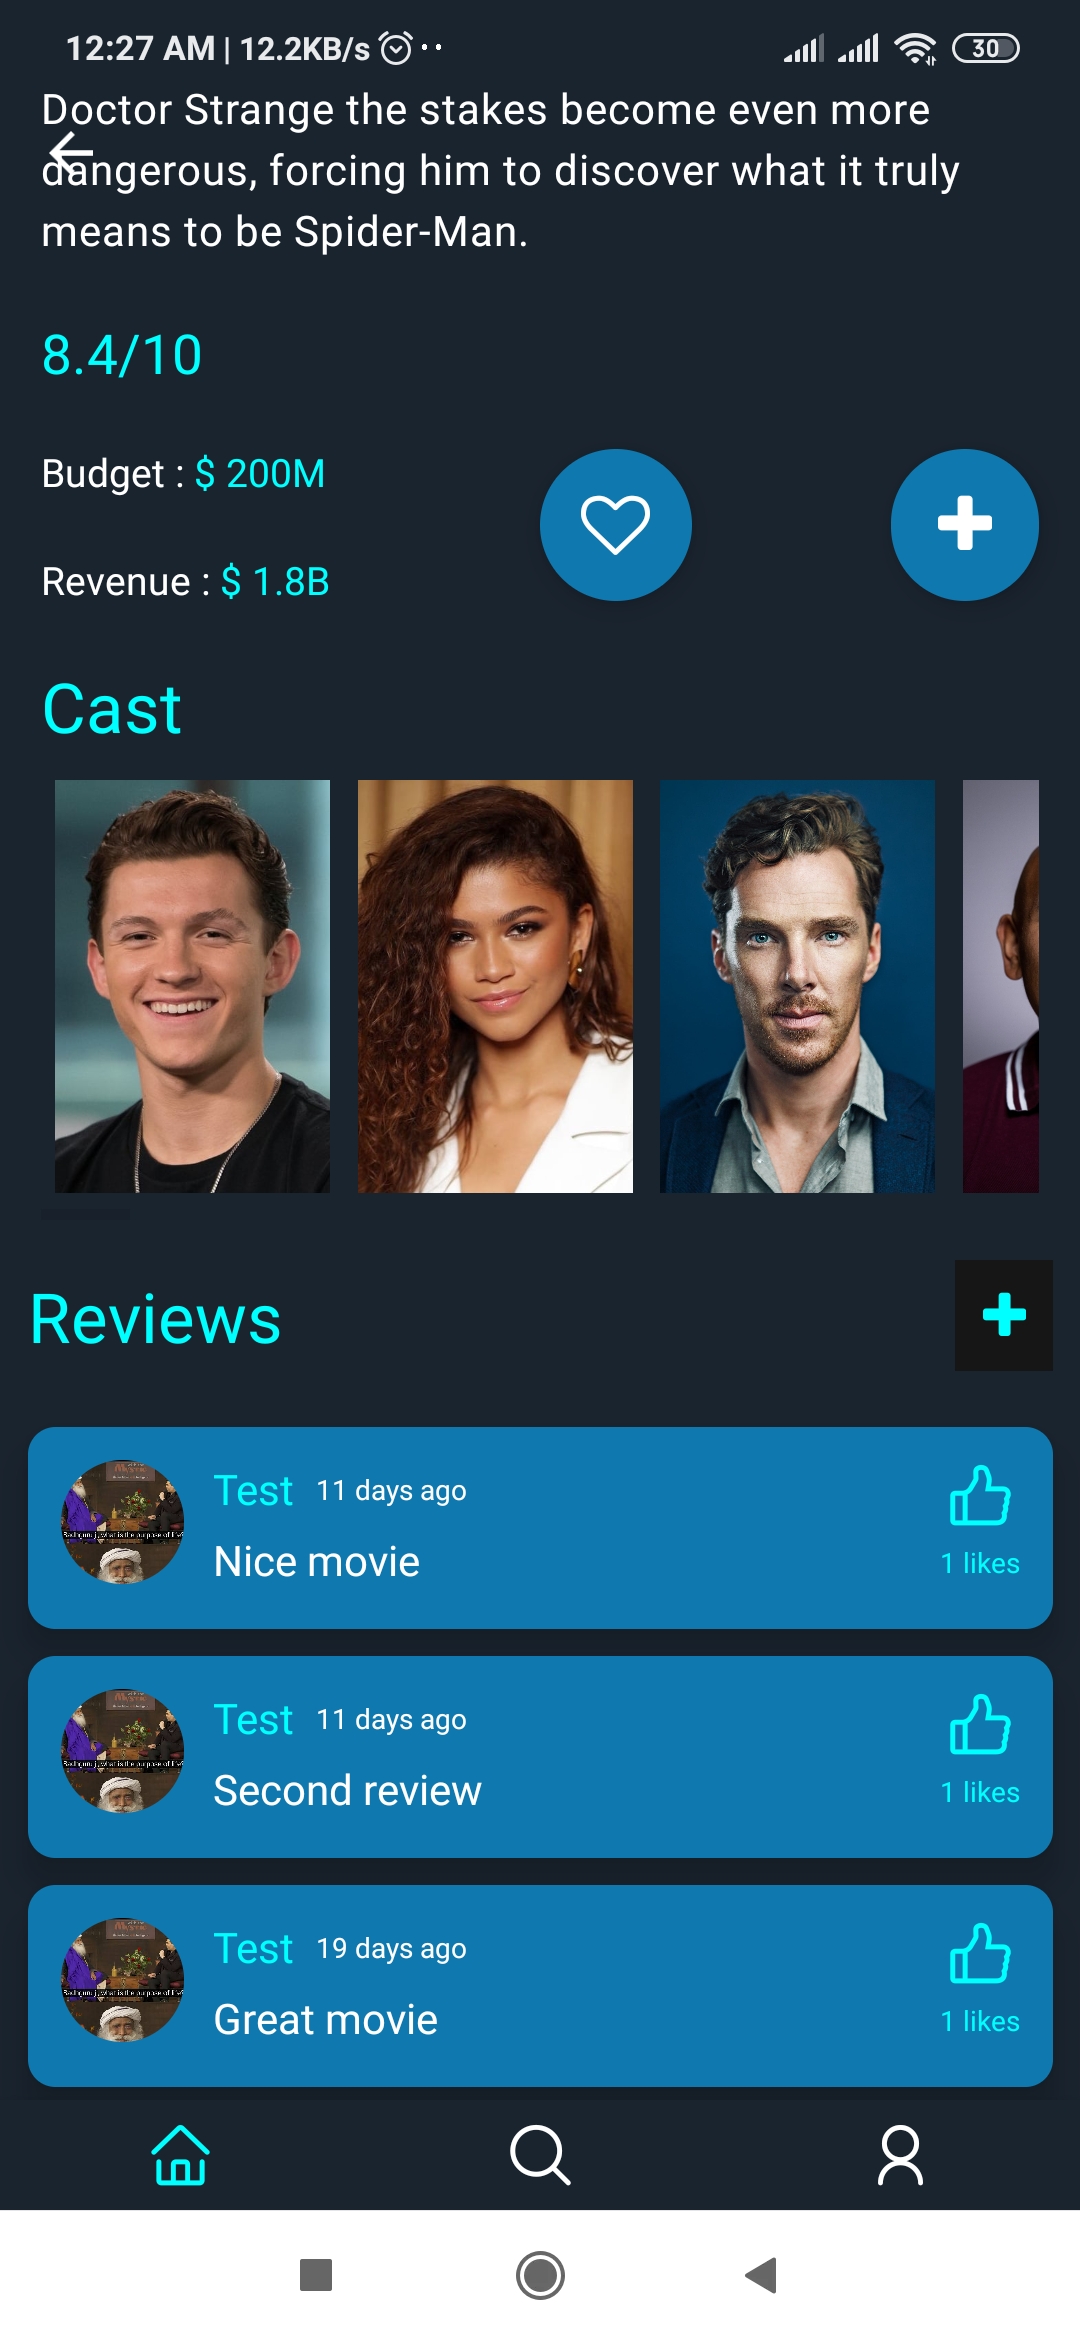 12:27 AM | 12.2KB/s
30
Doctor Strange the stakes become even more
dangerous, forcing him to discover what it truly
means to be Spider-Man.
8.4/10
Budget : $ 200M
Revenue : $ 1.8B
Cast
Reviews
Test 11 days ago
Nice movie
1 likes
Test 11 days ago
Second review
1 likes
Test 19 days ago
Great movie
1 likes